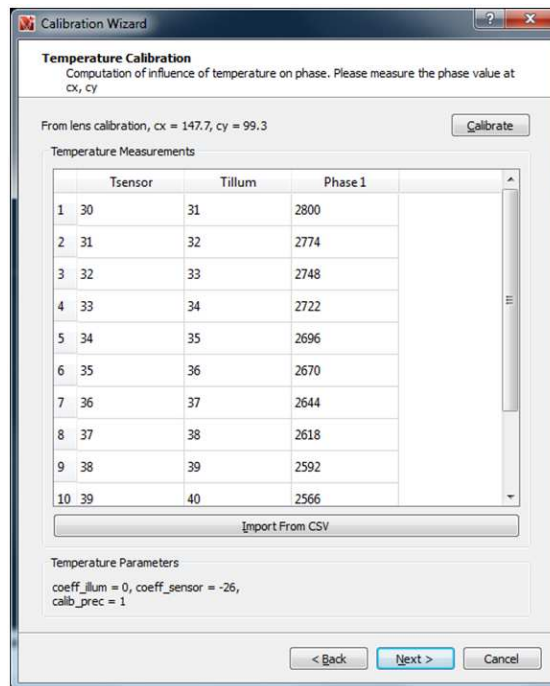 Calibration Wizard
Temperature Calibration
Computation of influence of temperature on phase. Please measure the phase value at
cx, cy
From lens calibration, cx = 147.7, cy = 99.3
Calibrate
Temperature Measurements
Tsensor Tillum Phase 1
1 30 31 2800
2 31 32 2774
3 32 33 2748
4 33 34 2722
5 34 35 2696
6 35 36 2670
7 36 37 2644
8 37 38 2618
9 38 39 2592
10 39 40 2566
Import From CSV
Temperature Parameters
coeff_illum = 0, coeff_sensor = -26,
calib_prec = 1
< Back Next > Cancel